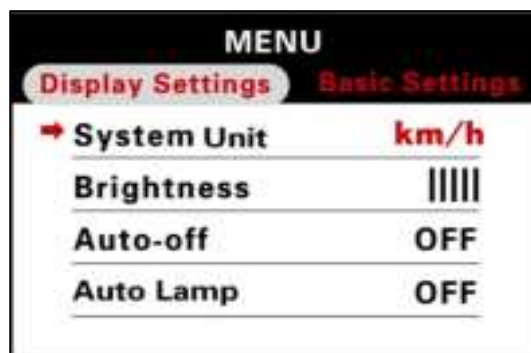 MENU
Display Settings Basic Settings
System Unit km/h
Brightness
Auto-off OFF
Auto Lamp OFF